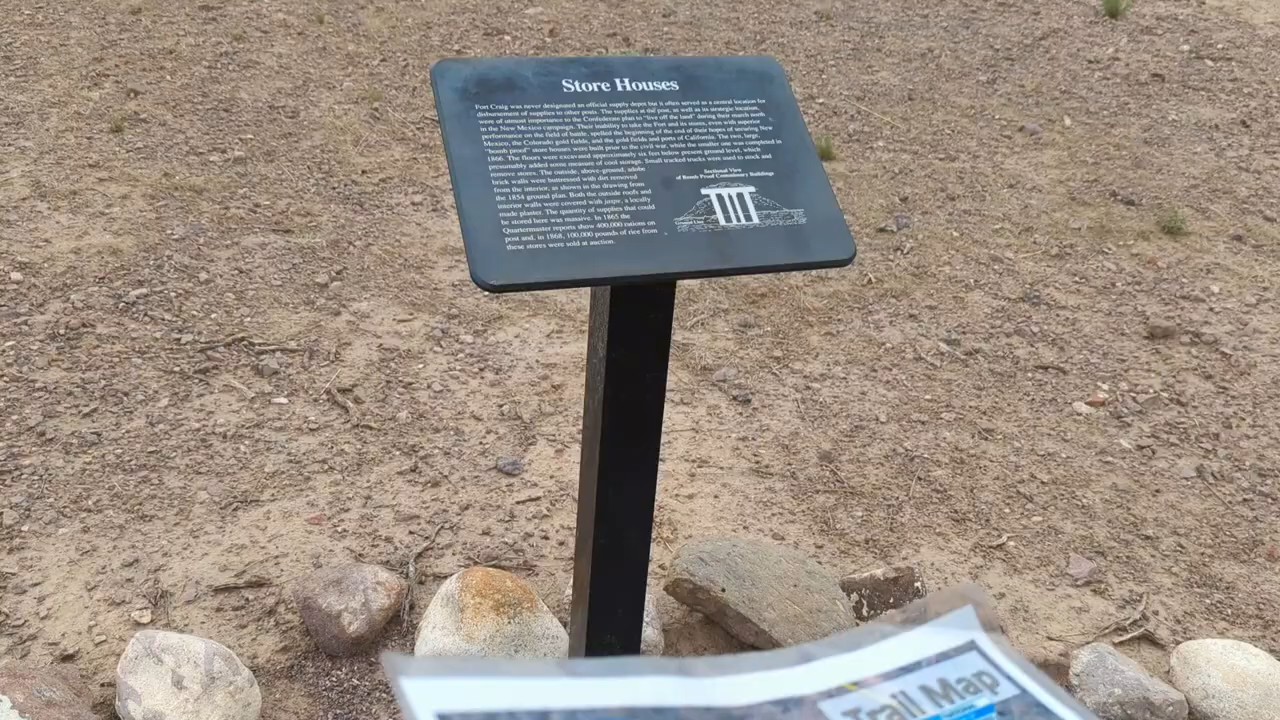 Store Houses
Fort Craig was never designated an official supply depot but it often served as a central location for
disbursement of supplies to other posts. The supplies at the post, as well as its strategic location,
were of utmost importance to the Confederate plan to "live off the land" during their march north
in the New Mexico campaign. Their inability to take the Fort and its stores, even with superior
performance on the field of battle, spelled the beginning of the end of their hopes of securing New
Mexico, the Colorado gold fields, and the gold fields and ports of California. The two, large,
"bomb proof" store houses were built prior to the civil war, while the smaller one was completed in
1866. The floors were excavated approximately six feet below present ground level, which
presumably added some measure of cool storage. Small tracked trucks were used to stock and
remove stores. The outside, above-ground, adobe
brick walls were buttressed with dirt removed
from the interior, as shown in the drawing from
the 1854 ground plan. Both the outside roofs and
interior walls were covered with jaspe, a locally
made plaster. The quantity of supplies that could
be stored here was massive. In 1865 the
Quartermaster reports show 400,000 rations on
post and, in 1868, 100,000 pounds of rice from
these stores were sold at auction.
Sectional View
of Bomb Proof Commissary Buildings
Ground Line
Trail Map